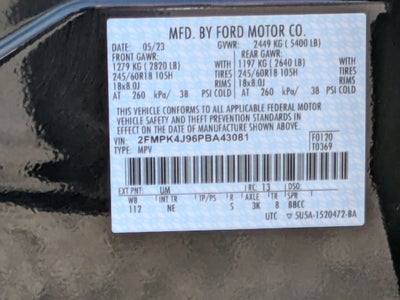 MFD. BY FORD MOTOR CO.
DATE: 05/23 GVWR: 2449 KG ( 5400 LB)
FRONT GAWR: REAR GAWR:
1279 KG ( 2820 LB) WITH 1197 KG ( 2640 LB) WITH
245/60R18 105H TIRES 245/60R18 105H TIRES
18x8.0J RIMS 18x8.0J RIMS
AT 260 kPa/ 38 PSI COLD AT 260 kPa/ 38 PSI COLD
THIS VEHICLE CONFORMS TO ALL APPLICABLE FEDERAL MOTOR
VEHICLE SAFETY AND THEFT PREVENTION STANDARDS IN
EFFECT ON THE DATE OF MANUFACTURE SHOWN ABOVE.
VIN: 2FMPK4J96PBA43081 F0120
TYPE: MPV T0369
EXT PNT: UM RC: 13 DSO:
WB INT TR TP/PS R AXLE TR SPR
112 NE S 3K 8 BBCC
UTC SU5A-1520472-BA